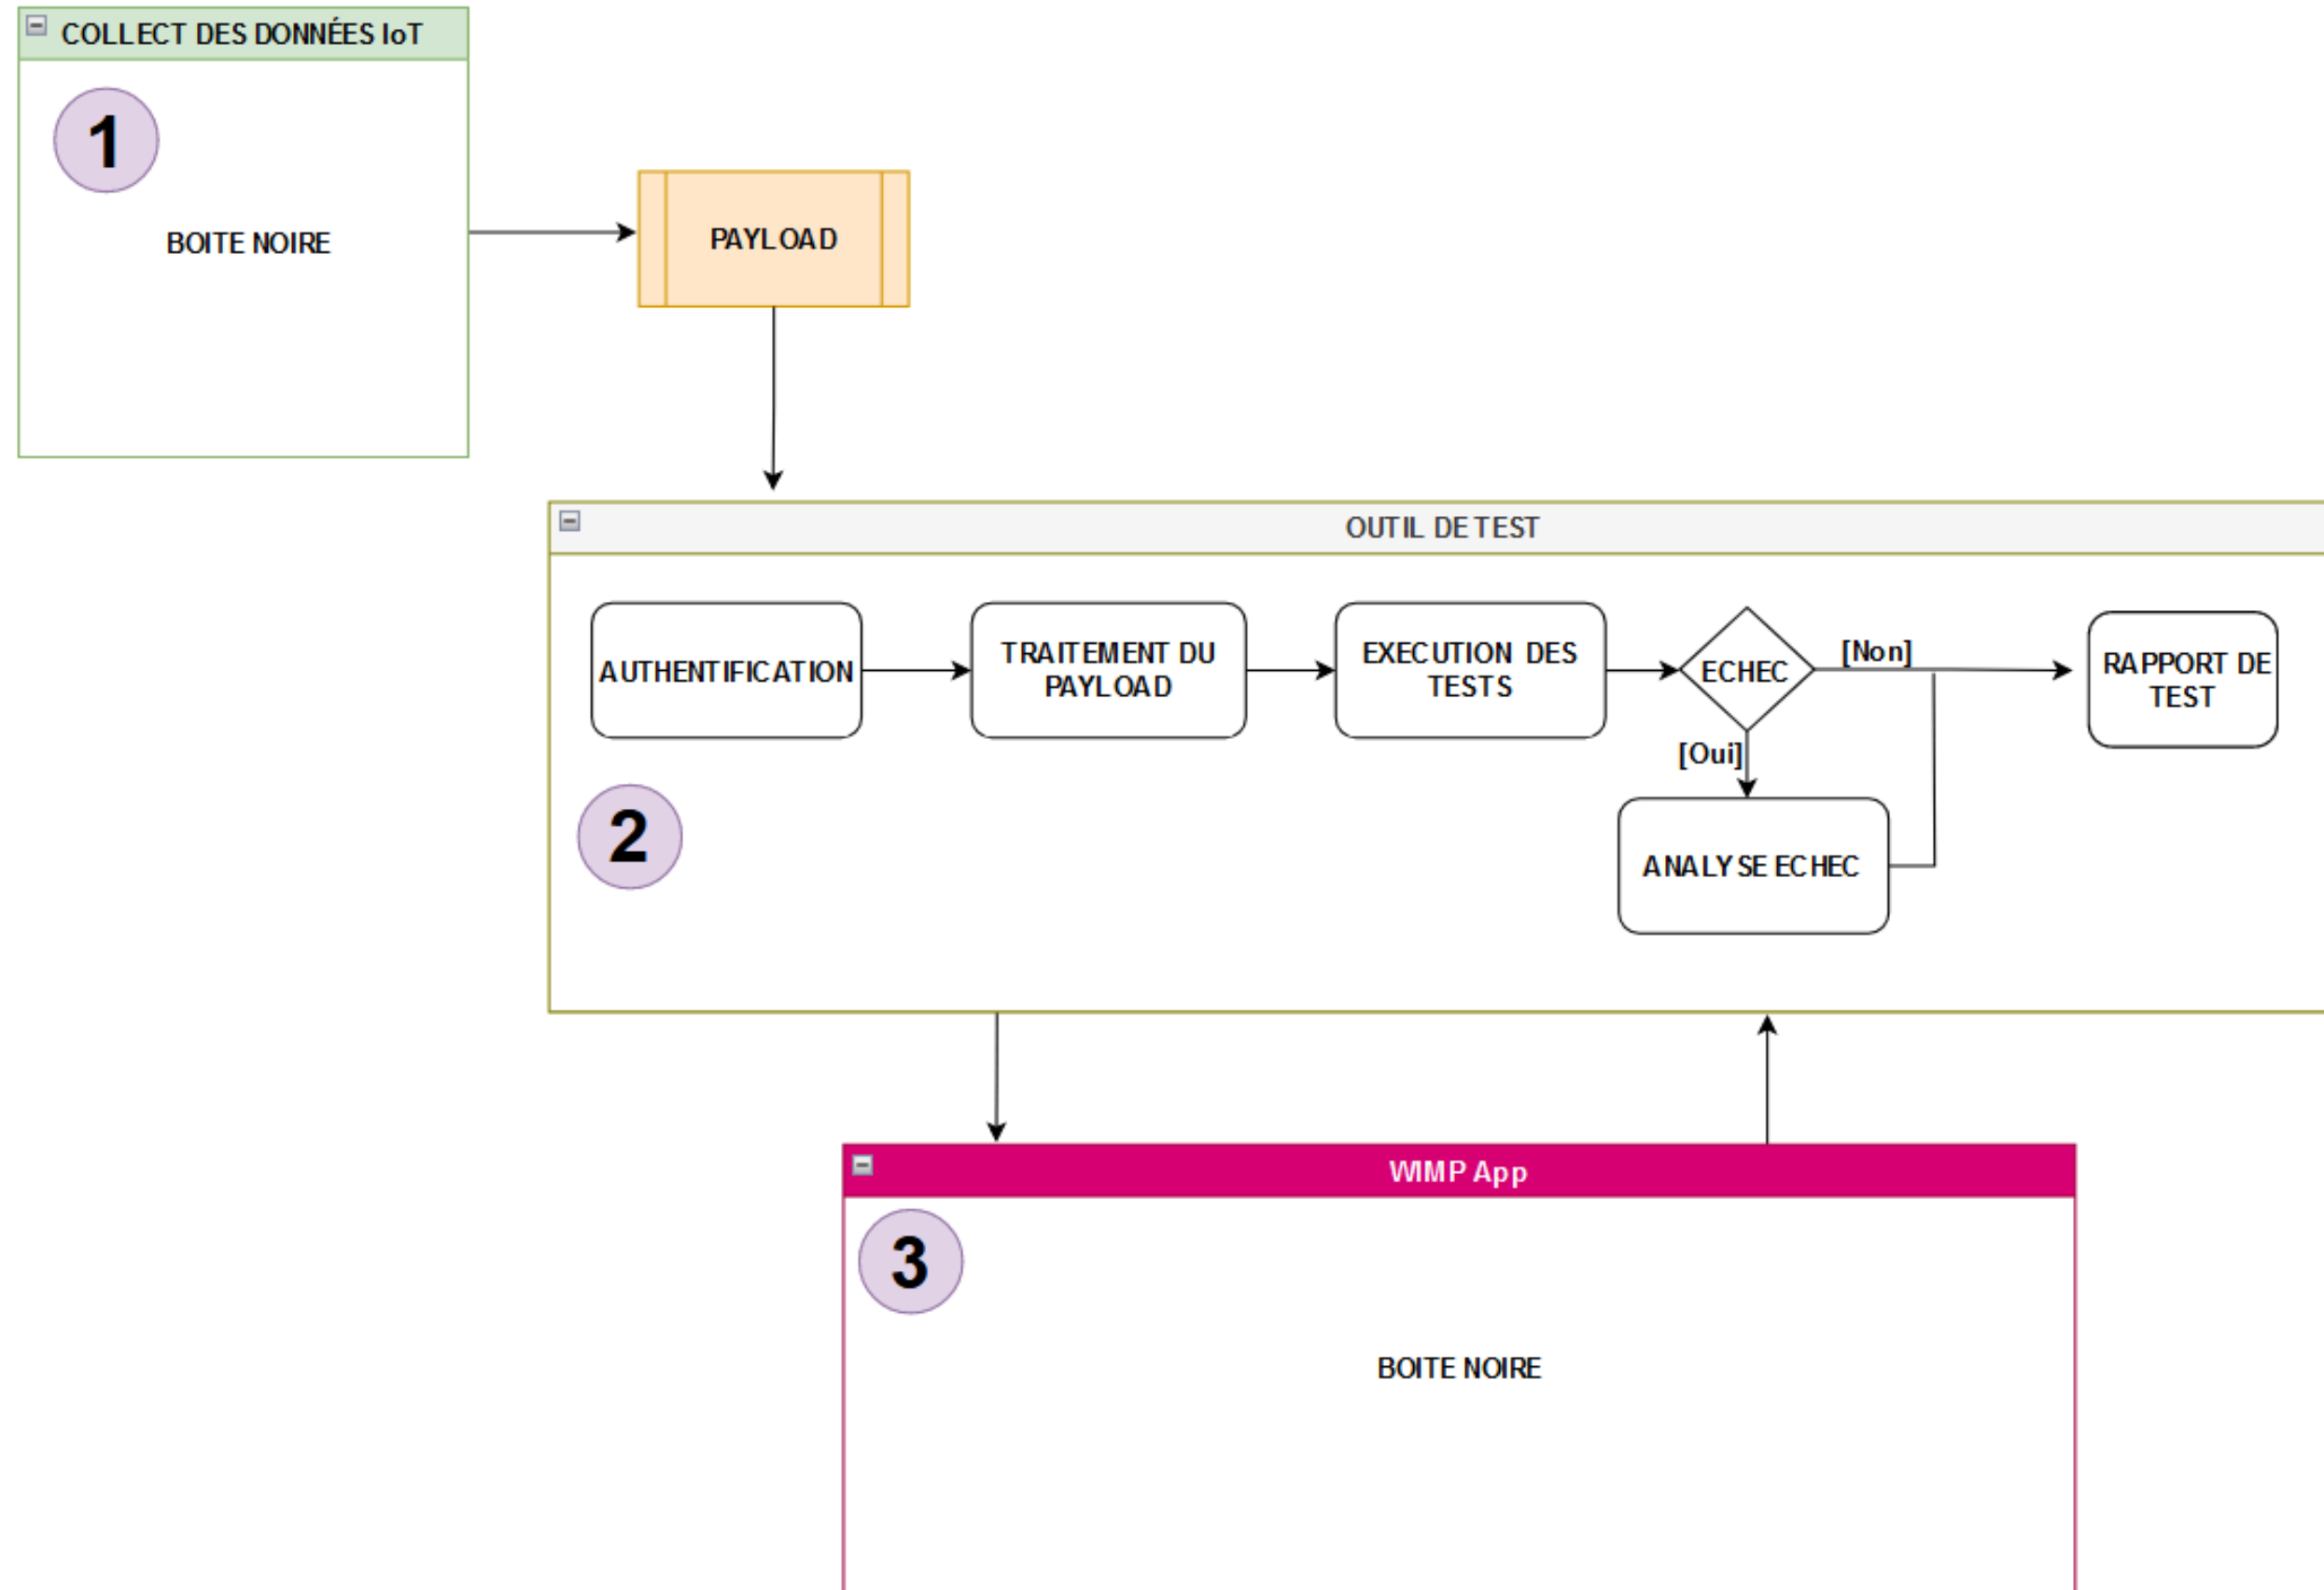 COLLECT DES DONNÉES IoT
1
BOITE NOIRE
PAYLOAD
OUTIL DE TEST
AUTHENTIFICATION
TRAITEMENT DU
PAYLOAD
EXECUTION DES
TESTS
ECHEC
[Non]
RAPPORT DE
TEST
[Oui]
2
ANALYSE ECHEC
WIMP App
3
BOITE NOIRE